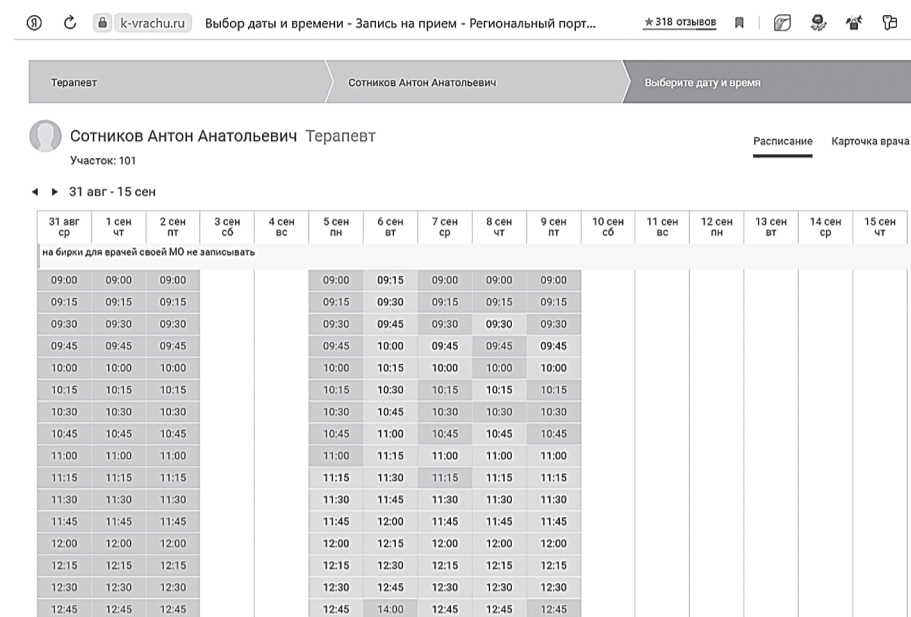 k-vrachu.ru Выбор даты и времени - Запись на прием - Региональный порт... ★ 318 отзывов
Терапевт Сотников Антон Анатольевич Выберите дату и время
Сотников Антон Анатольевич Терапевт
Расписание Карточка врача
Участок: 101
31 авг - 15 сен
31 авг 1 сен 2 сен 3 сен 4 сен 5 сен 6 сен 7 сен 8 сен 9 сен 10 сен 11 сен 12 сен 13 сен 14 сен 15 сен
ср чт пт сб вс пн вт ср чт пт сб вс пн вт ср чт
на бирки для врачей своей МО не записывать
09:00 09:00 09:00 09:00 09:15 09:00 09:00 09:00
09:15 09:15 09:15 09:15 09:30 09:15 09:15 09:15
09:30 09:30 09:30 09:30 09:45 09:30 09:30 09:30
09:45 09:45 09:45 09:45 10:00 09:45 09:45 09:45
10:00 10:00 10:00 10:00 10:15 10:00 10:00 10:00
10:15 10:15 10:15 10:15 10:30 10:15 10:15 10:15
10:30 10:30 10:30 10:30 10:45 10:30 10:30 10:30
10:45 10:45 10:45 10:45 11:00 10:45 10:45 10:45
11:00 11:00 11:00 11:00 11:15 11:00 11:00 11:00
11:15 11:15 11:15 11:15 11:30 11:15 11:15 11:15
11:30 11:30 11:30 11:30 11:45 11:30 11:30 11:30
11:45 11:45 11:45 11:45 12:00 11:45 11:45 11:45
12:00 12:00 12:00 12:00 12:15 12:00 12:00 12:00
12:15 12:15 12:15 12:15 12:30 12:15 12:15 12:15
12:30 12:30 12:30 12:30 12:45 12:30 12:30 12:30
12:45 12:45 12:45 12:45 14:00 12:45 12:45 12:45